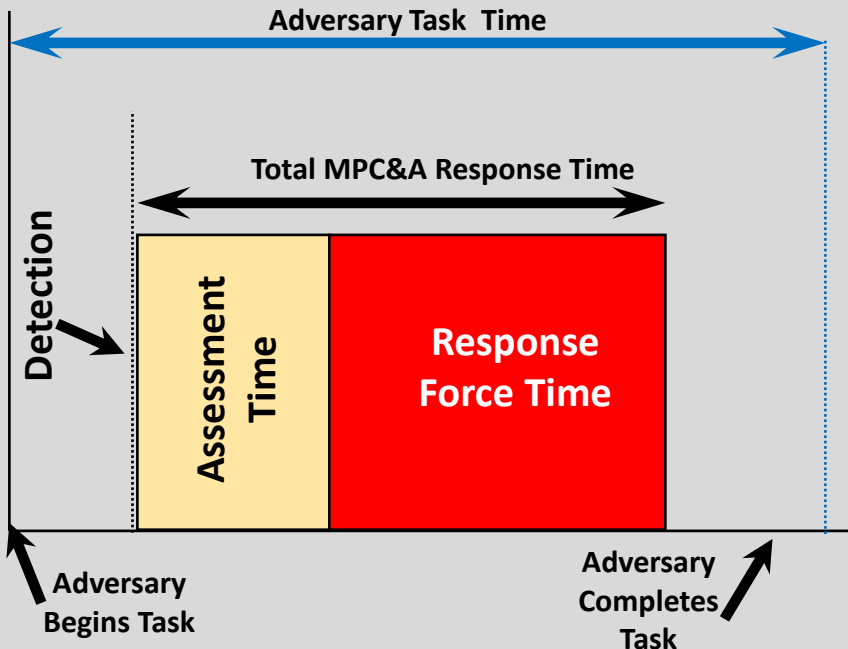 Adversary Task Time
Total MPC&A Response Time
Detection
Assessment
Time
Response
Force Time
Adversary
Begins Task
Adversary
Completes
Task